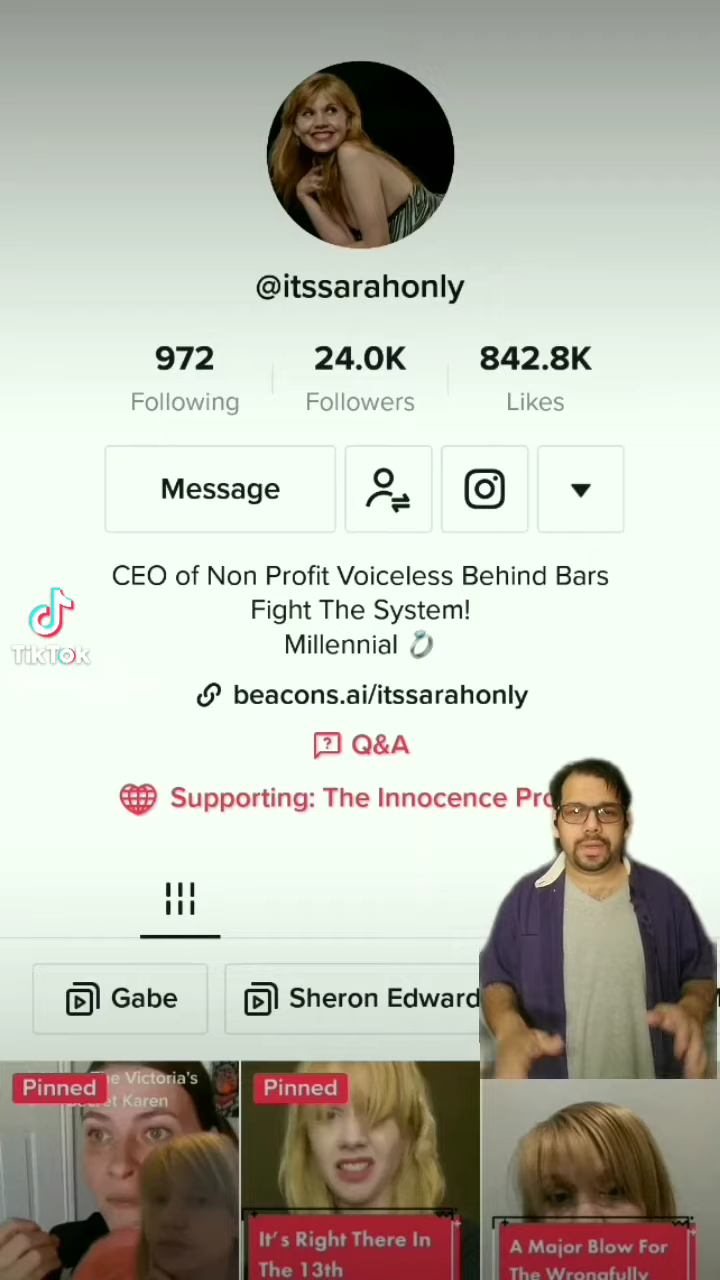 @itssarahonly
972
24.0K
842.8K
Following
Followers
Likes
Message
CEO of Non Profit Voiceless Behind Bars
Fight The System!
Millennial
TikTok
beacons.ai/itssarahonly
Q&A
Supporting: The Innocence Pro
Gabe
Sheron Edward
Pinned
Victoria's
Karen
Pinned
It's Right There In
The 13th
A Major Blow For
The Wrongfully